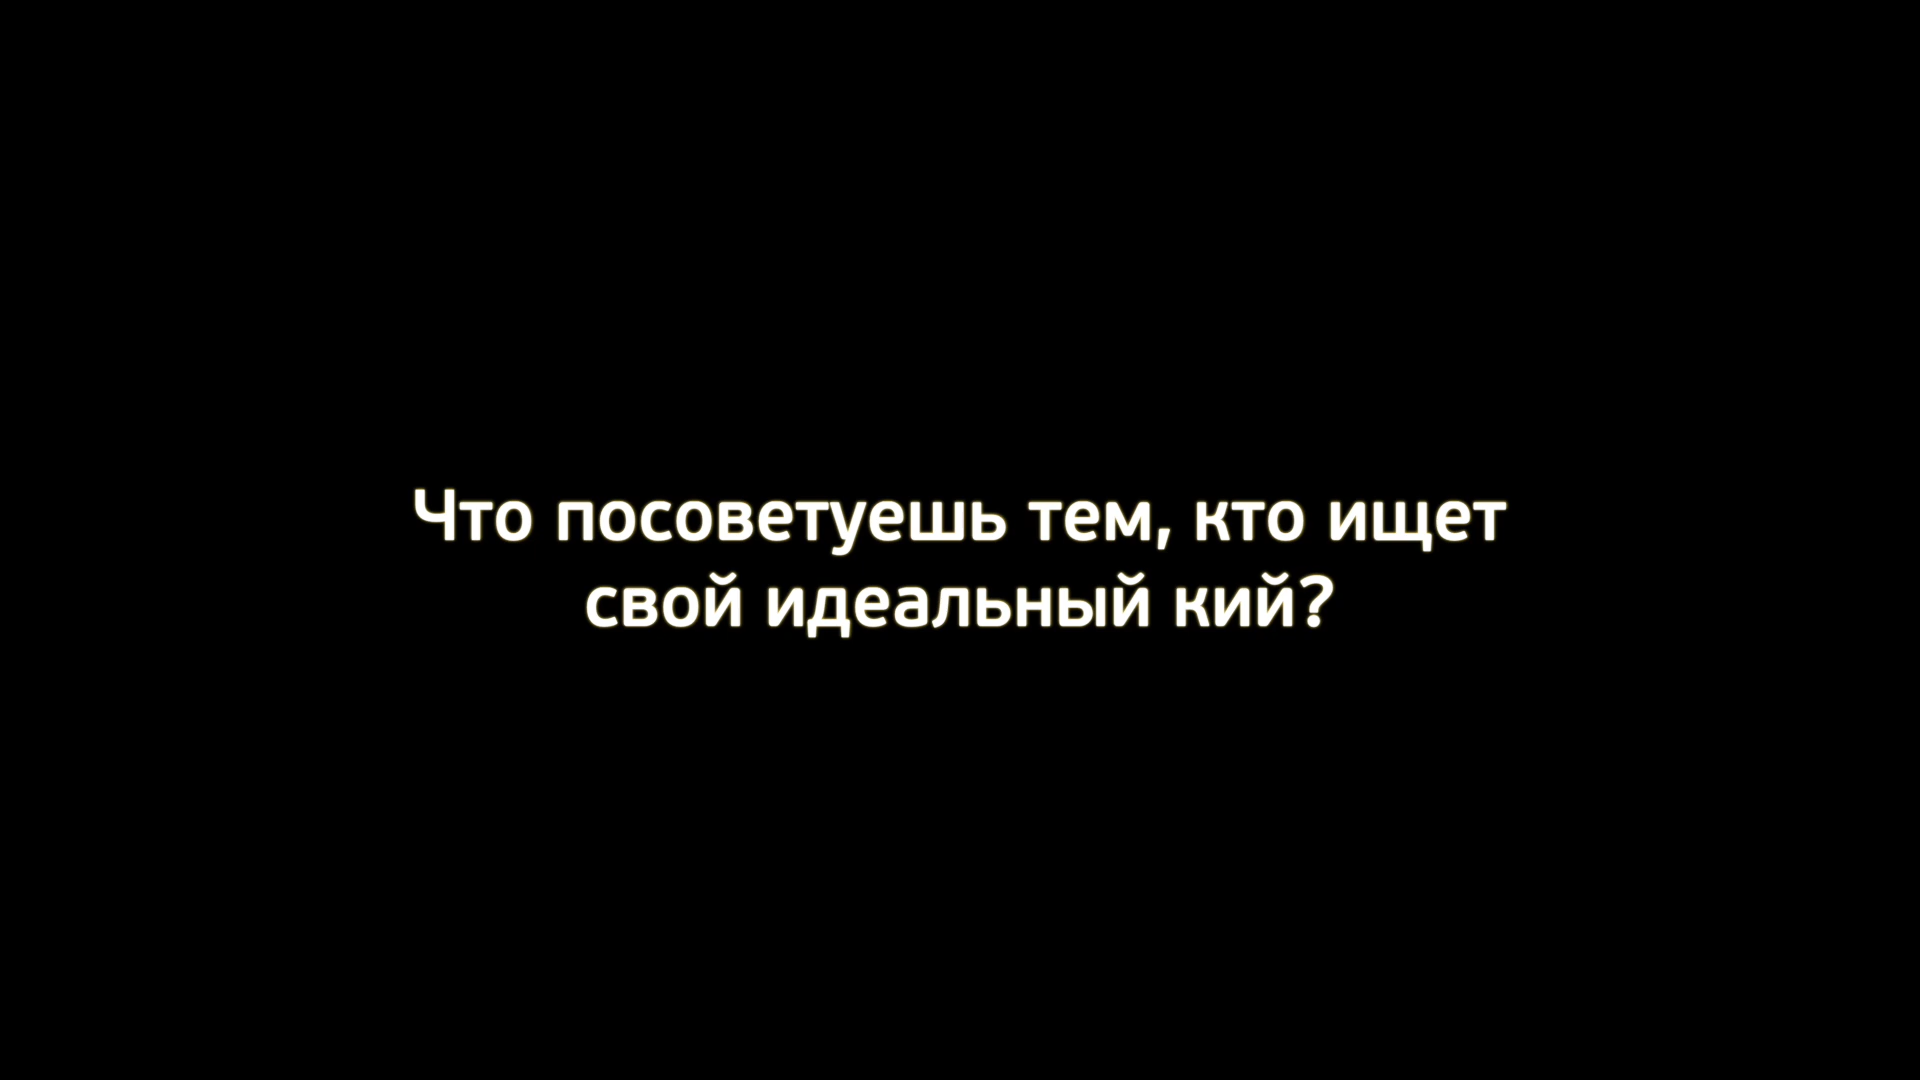 Что посоветуешь тем, кто ищет
свой идеальный кий?